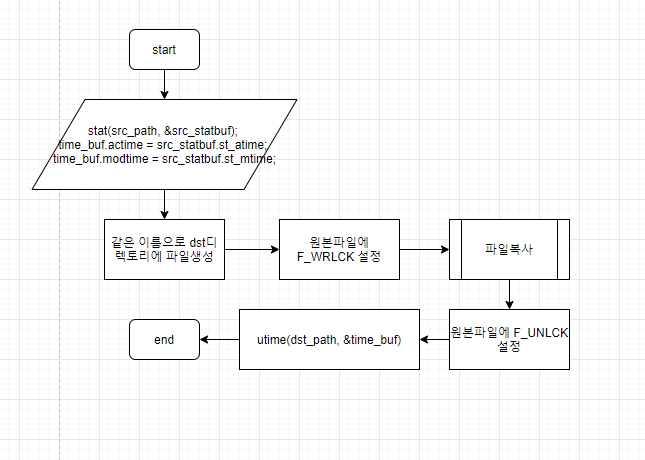 start
stat(src_path, &src_statbuf);
time_buf.actime = src_statbuf.st_atime;
time_buf.modtime = src_statbuf.st_mtime;
같은 이름으로 dst디
렉토리에 파일생성
원본파일에
F_WRLCK 설정
파일복사
원본파일에 F_UNLCK
설정
utime(dst_path, &time_buf)
end